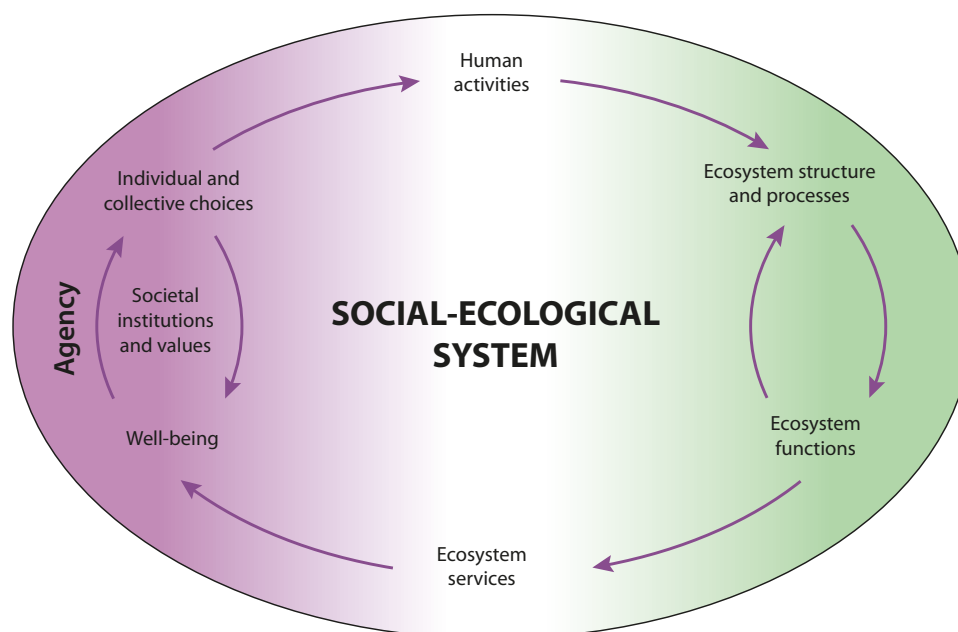 Human
activities
Individual and
collective choices
Ecosystem structure
and processes
Agency
Societal
institutions
and values
SOCIAL-ECOLOGICAL
SYSTEM
Well-being
Ecosystem
functions
Ecosystem
services